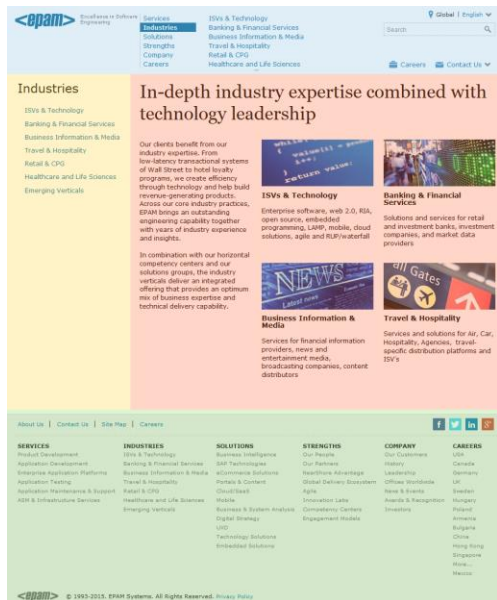 <epam>
Excellence in Software
Engineering
Services
Industries
Solutions
Strengths
Company
Careers
ISVs & Technology
Banking & Financial Services
Business Information & Media
Travel & Hospitality
Retail & CPG
Healthcare and Life Sciences
Global | English
Search
Careers Contact Us
Industries
ISVs & Technology
Banking & Financial Services
Business Information & Media
Travel & Hospitality
Retail & CPG
Healthcare and Life Sciences
Emerging Verticals
In-depth industry expertise combined with
technology leadership
Our clients benefit from our
industry expertise. From
low-latency transactional systems
of Wall Street to hotel loyalty
programs, we create efficiency
through technology and help build
revenue-generating products.
Across our core industry practices,
EPAM brings an outstanding
engineering capability together
with years of industry experience
and insights.
In combination with our horizontal
competency centers and our
solutions groups, the industry
verticals deliver an integrated
offering that provides an optimum
mix of business expertise and
technical delivery capability.
value[i] = produc
i++;
return value;
ISVs & Technology
Enterprise software, web 2.0, RIA,
open source, embedded
programming, LAMP, mobile, cloud
solutions, agile and RUP/waterfall
Banking & Financial
Services
Solutions and services for retail
and investment banks, investment
companies, and market data
providers
NEWS
Latest news
Business Information &
Media
Services for financial information
providers, news and
entertainment media,
broadcasting companies, content
distributors
all Gates
Travel & Hospitality
Services and solutions for Air, Car,
Hospitality, Agencies, travel-
specific distribution platforms and
ISV's
About Us | Contact Us | Site Map | Careers
SERVICES
Product Development
Application Development
Enterprise Application Platforms
Application Testing
Application Maintenance & Support
ASM & Infrastructure Services
INDUSTRIES
ISVs & Technology
Banking & Financial Services
Business Information & Media
Travel & Hospitality
Retail & CPG
Healthcare and Life Sciences
Emerging Verticals
SOLUTIONS
Business Intelligence
SAP Technologies
eCommerce Solutions
Portals & Content
Cloud/SaaS
Mobile
Business & System Analysis
Digital Strategy
UXD
Technology Solutions
Embedded Solutions
STRENGTHS
Our People
Our Partners
Healthcare Advantage
Global Delivery Ecosystem
Agile
Innovation Labs
Competency Centers
Engagement Models
COMPANY
Our Customers
History
Leadership
Offices Worldwide
News & Events
Awards & Recognition
Investors
CAREERS
USA
Canada
Germany
UK
Sweden
Hungary
Poland
Armenia
Bulgaria
China
Hong Kong
Singapore
More...
Mexico
<epam> © 1993-2015. EPAM Systems. All Rights Reserved. Privacy Policy